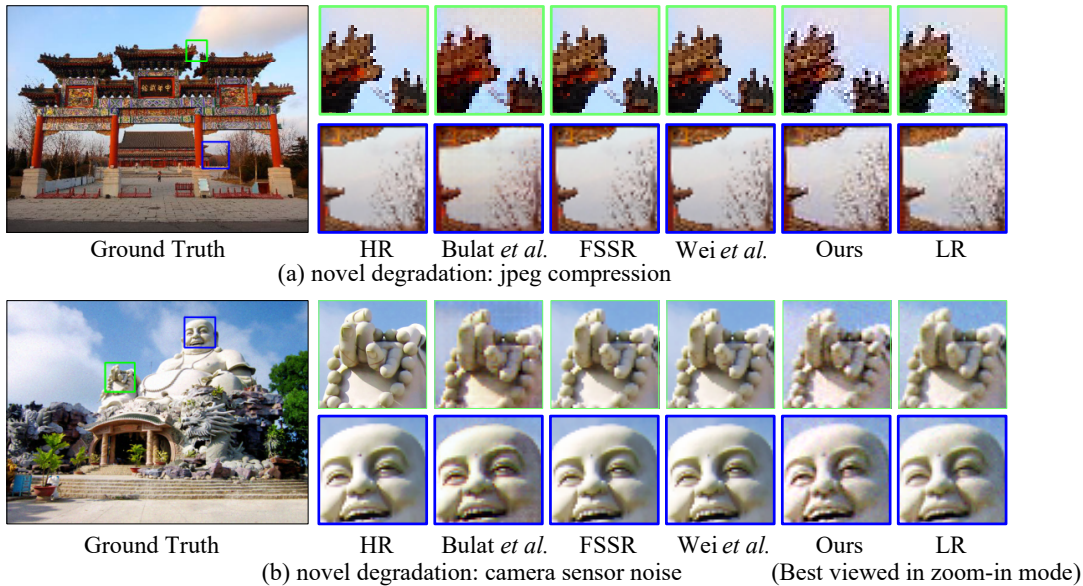 Ground Truth HR Bulat et al. FSSR Wei et al. Ours LR
(a) novel degradation: jpeg compression
Ground Truth HR Bulat et al. FSSR Wei et al. Ours LR
(b) novel degradation: camera sensor noise (Best viewed in zoom-in mode)